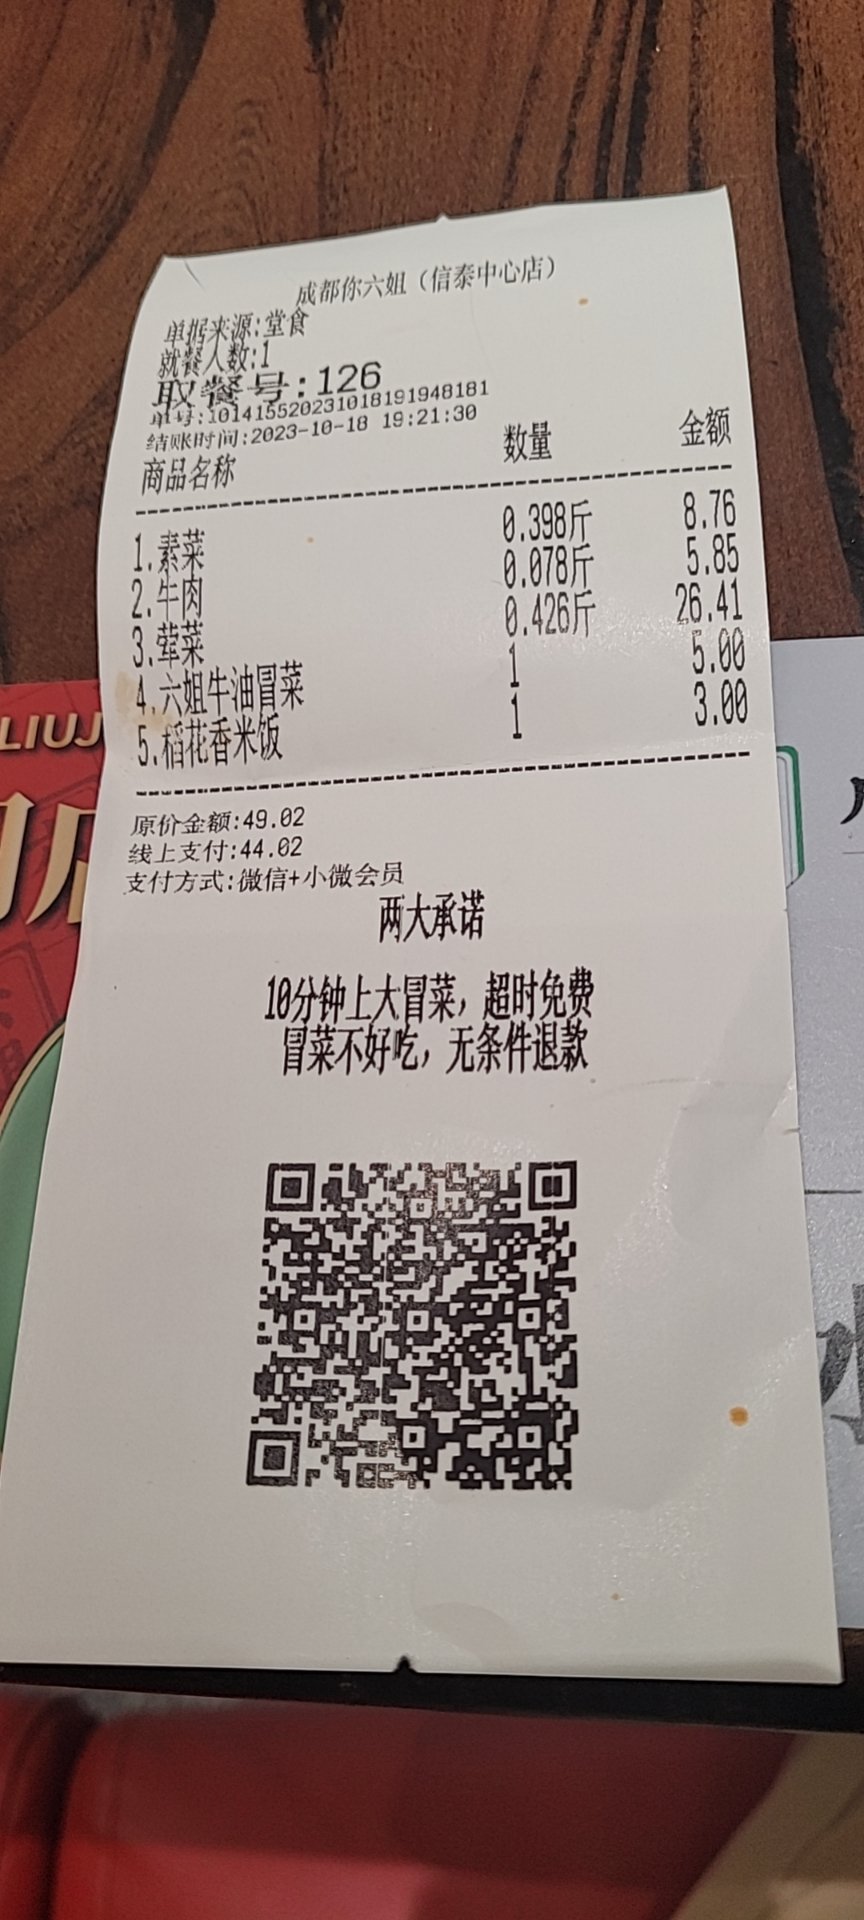 成都你六姐（信泰中心店）
单据来源:堂食
就餐人数:1
取餐号:126
单号:101415520231018191948181
结账时间:2023-10-18 19:21:30
商品名称 数量 金额
1.素菜 0.398斤 8.76
2.牛肉 0.078斤 5.85
3.荤菜 0.426斤 26.41
4.六姐牛油冒菜 1 5.00
5.稻花香米饭 1 3.00
原价金额:49.02
线上支付:44.02
支付方式:微信+小微会员
两大承诺
10分钟上大冒菜，超时免费
冒菜不好吃，无条件退款
LIUJ